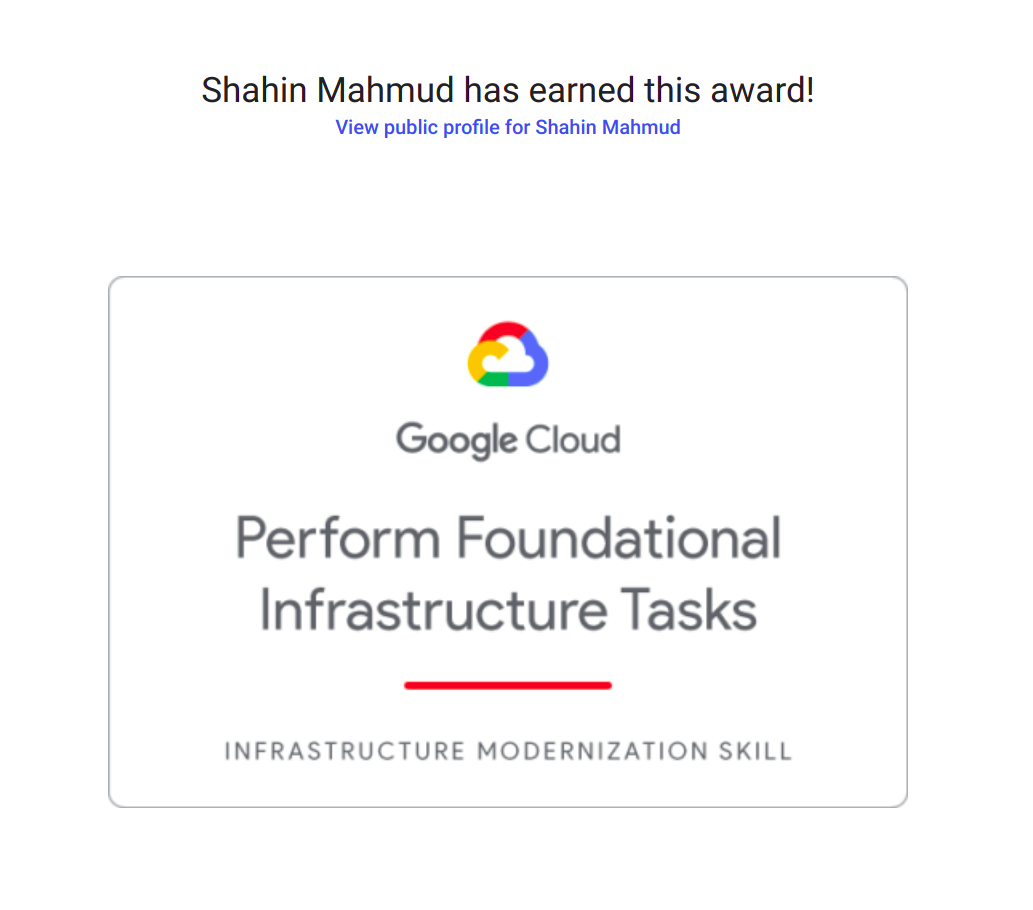 Shahin Mahmud has earned this award!
View public profile for Shahin Mahmud
Google Cloud
Perform Foundational
Infrastructure Tasks
INFRASTRUCTURE MODERNIZATION SKILL